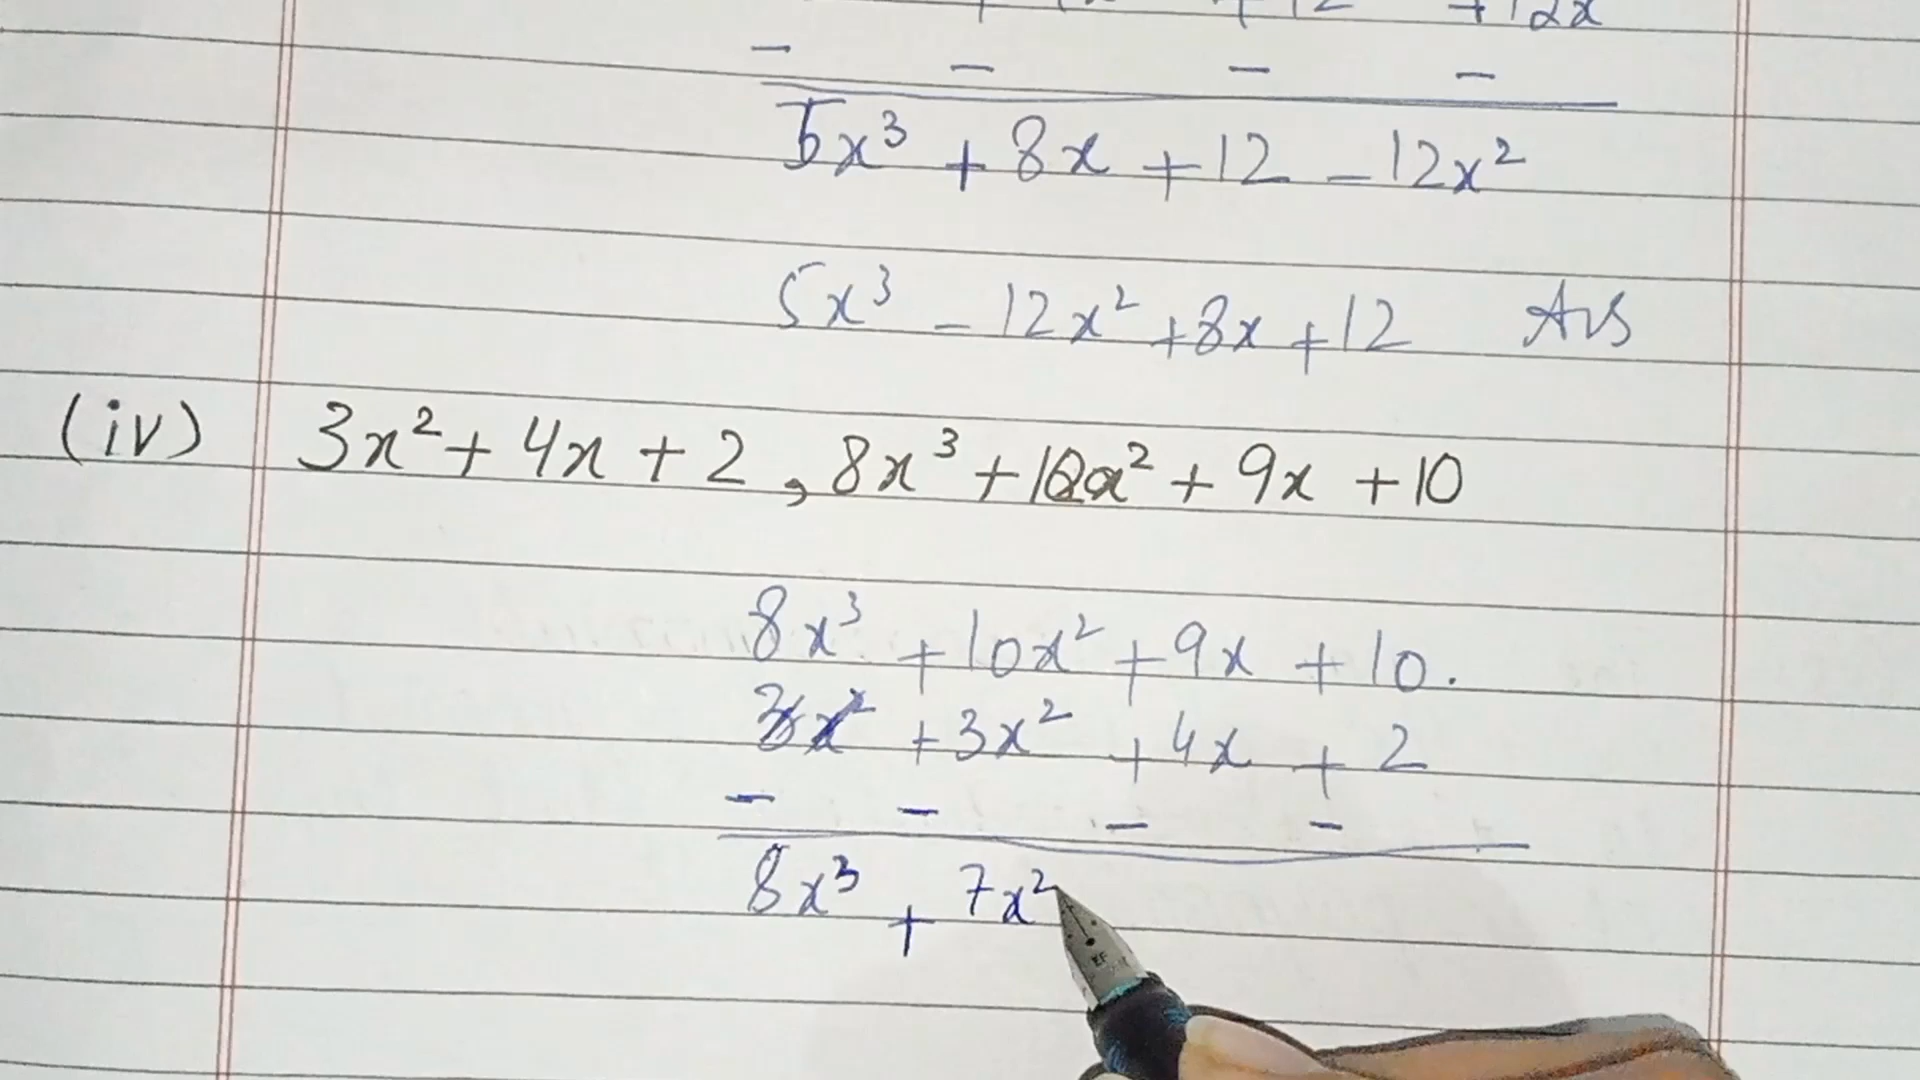 +12x
- - - -
5x³ + 8x + 12 - 12x²
5x³ - 12x² + 8x + 12 Ans
(iv) 3x² + 4x + 2, 8x³ + 10x² + 9x + 10
8x³ + 10x² + 9x + 10.
+ 3x² + 4x + 2
- - - -
8x³ + 7x²